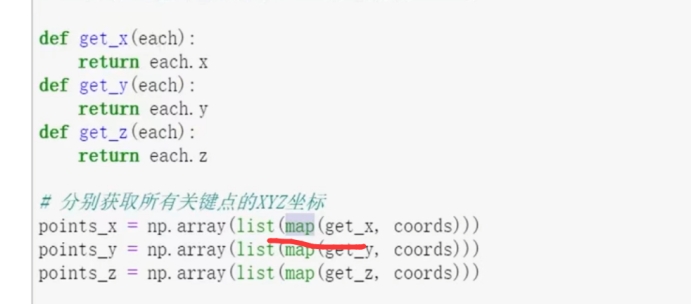 def get_x(each):
    return each.x
def get_y(each):
    return each.y
def get_z(each):
    return each.z
# 分别获取所有关键点的XYZ坐标
points_x = np.array(list(map(get_x, coords)))
points_y = np.array(list(map(get_y, coords)))
points_z = np.array(list(map(get_z, coords)))